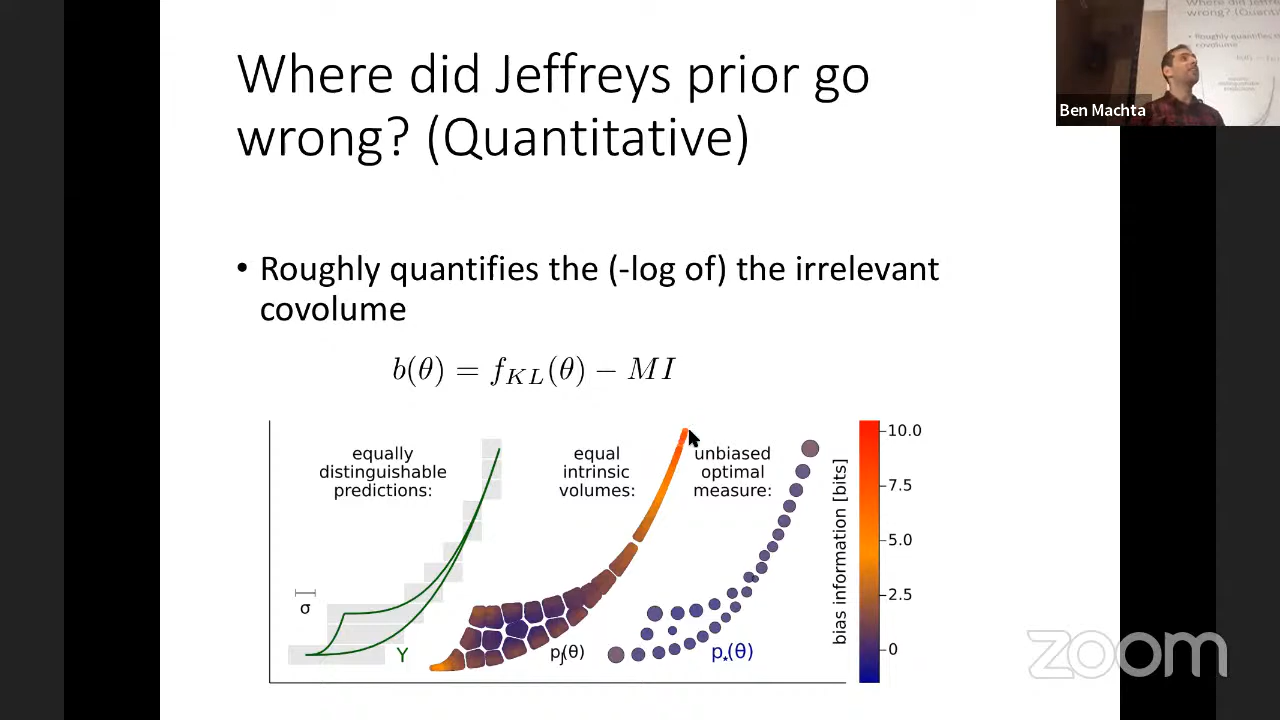 Where did Jeffreys prior go
wrong? (Quantitative)
• Roughly quantifies the (-log of) the irrelevant
covolume
b(θ) = f_{KL}(θ) − MI
equally
distinguishable
predictions:
σ
Y
equal
intrinsic
volumes:
p_J(θ)
unbiased
optimal
measure:
p⋆(θ)
10.0
7.5
5.0
2.5
0
bias information [bits]
Ben Machta
zoom